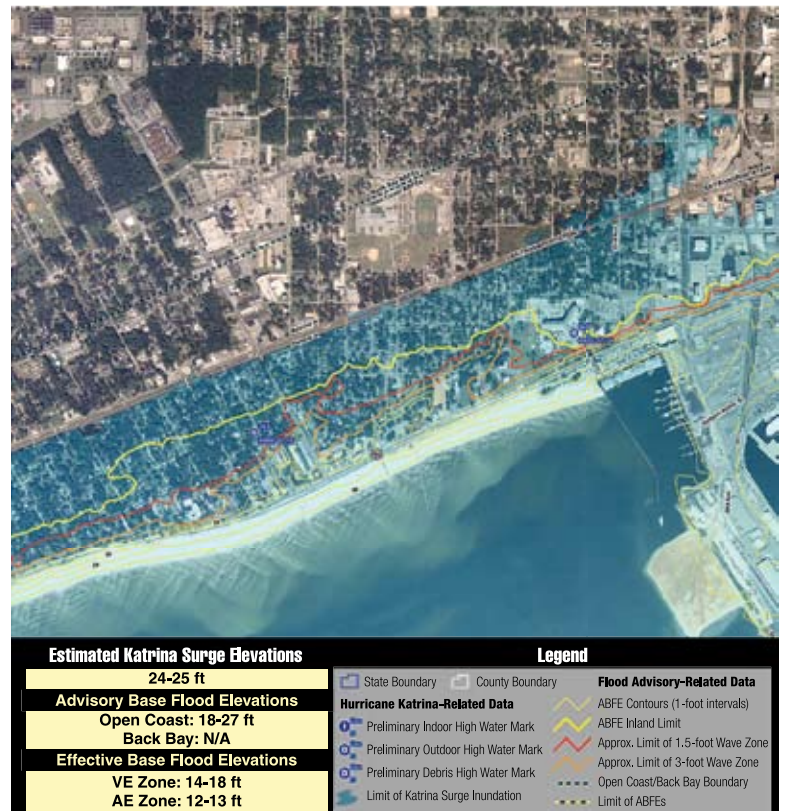 Estimated Katrina Surge Elevations
24-25 ft
Advisory Base Flood Elevations
Open Coast: 18-27 ft
Back Bay: N/A
Effective Base Flood Elevations
VE Zone: 14-18 ft
AE Zone: 12-13 ft
Legend
State Boundary
County Boundary
Hurricane Katrina-Related Data
Preliminary Indoor High Water Mark
Preliminary Outdoor High Water Mark
Preliminary Debris High Water Mark
Limit of Katrina Surge Inundation
Flood Advisory-Related Data
ABFE Contours (1-foot intervals)
ABFE Inland Limit
Approx. Limit of 1.5-foot Wave Zone
Approx. Limit of 3-foot Wave Zone
Open Coast/Back Bay Boundary
Limit of ABFEs